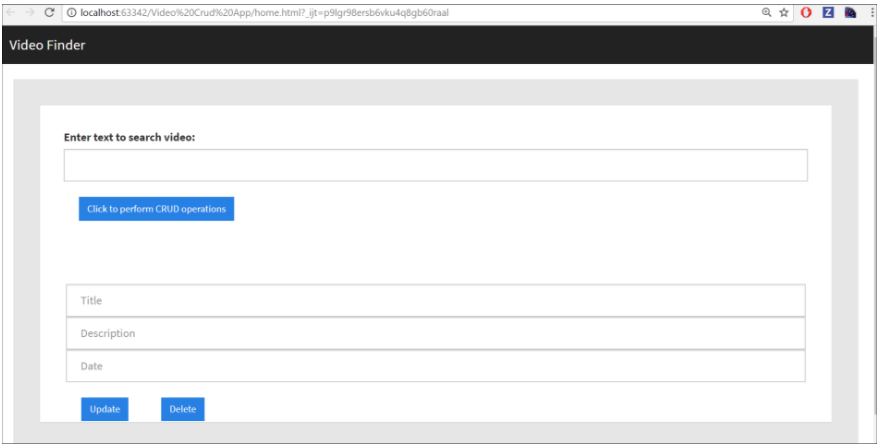 localhost:63342/Video%20Crud%20App/home.html?_ijt=p9lgr98ersb6vku4q8gb60raal
Z
Video Finder
Enter text to search video:
Click to perform CRUD operations
Title
Description
Date
Update Delete